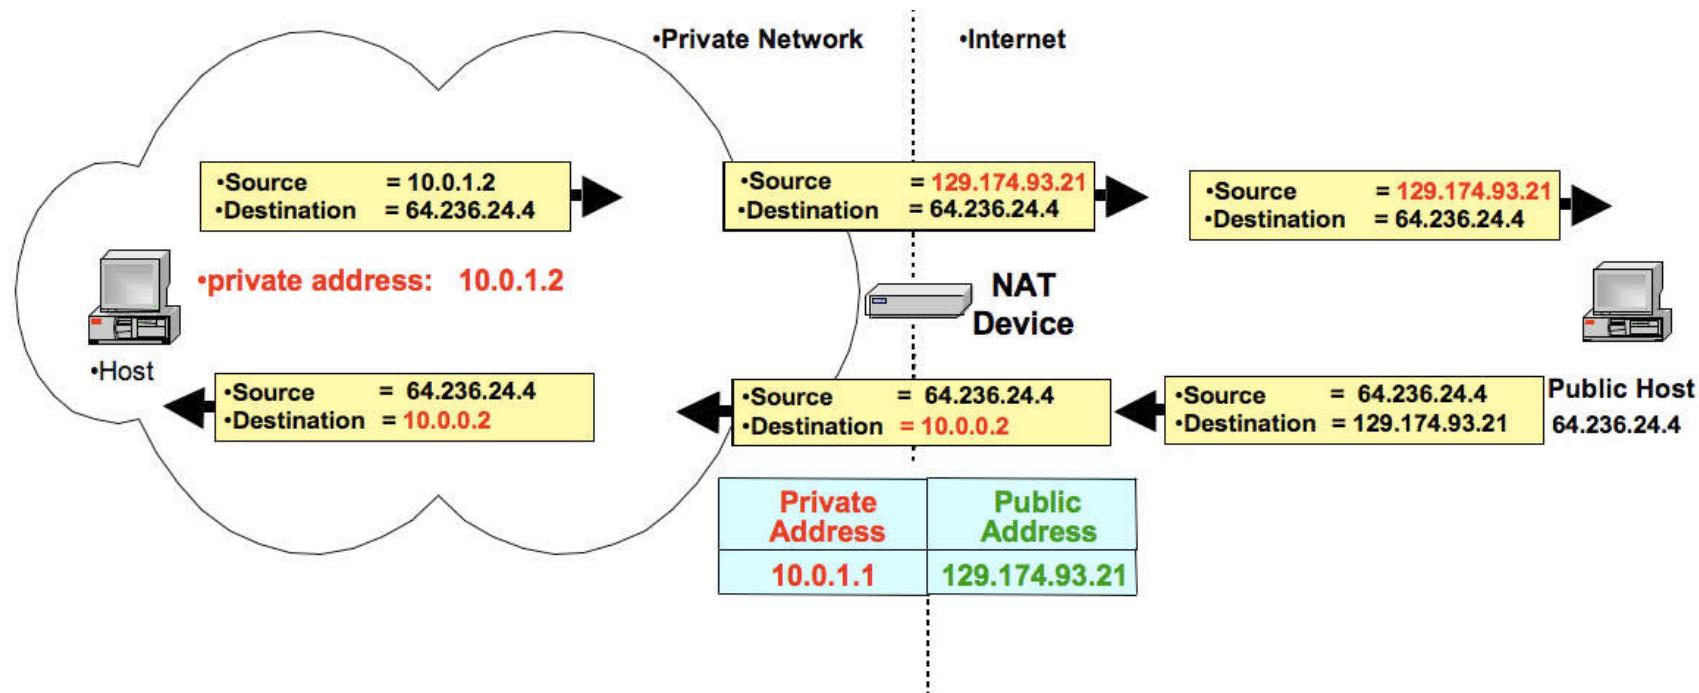 •Private Network
•Internet
•Source = 10.0.1.2
•Destination = 64.236.24.4
•Source = 129.174.93.21
•Destination = 64.236.24.4
•Source = 129.174.93.21
•Destination = 64.236.24.4
•private address: 10.0.1.2
NAT
Device
•Host
•Source = 64.236.24.4
•Destination = 10.0.0.2
•Source = 64.236.24.4
•Destination = 10.0.0.2
•Source = 64.236.24.4
•Destination = 129.174.93.21
Public Host
64.236.24.4
Private
Address
Public
Address
10.0.1.1
129.174.93.21